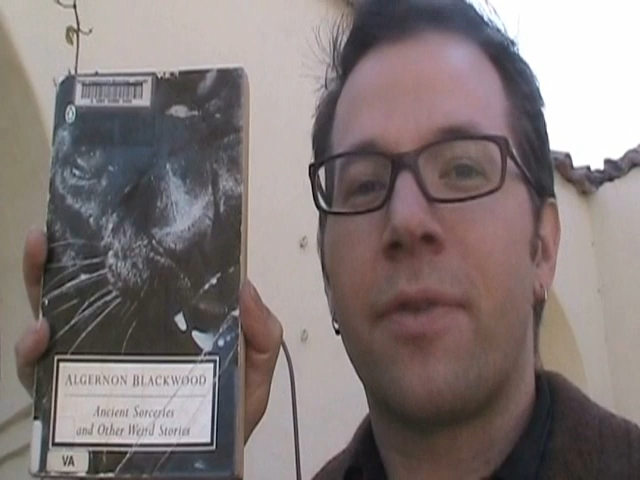 ALGERNON BLACKWOOD
Ancient Sorceries
and Other Weird Stories
VA